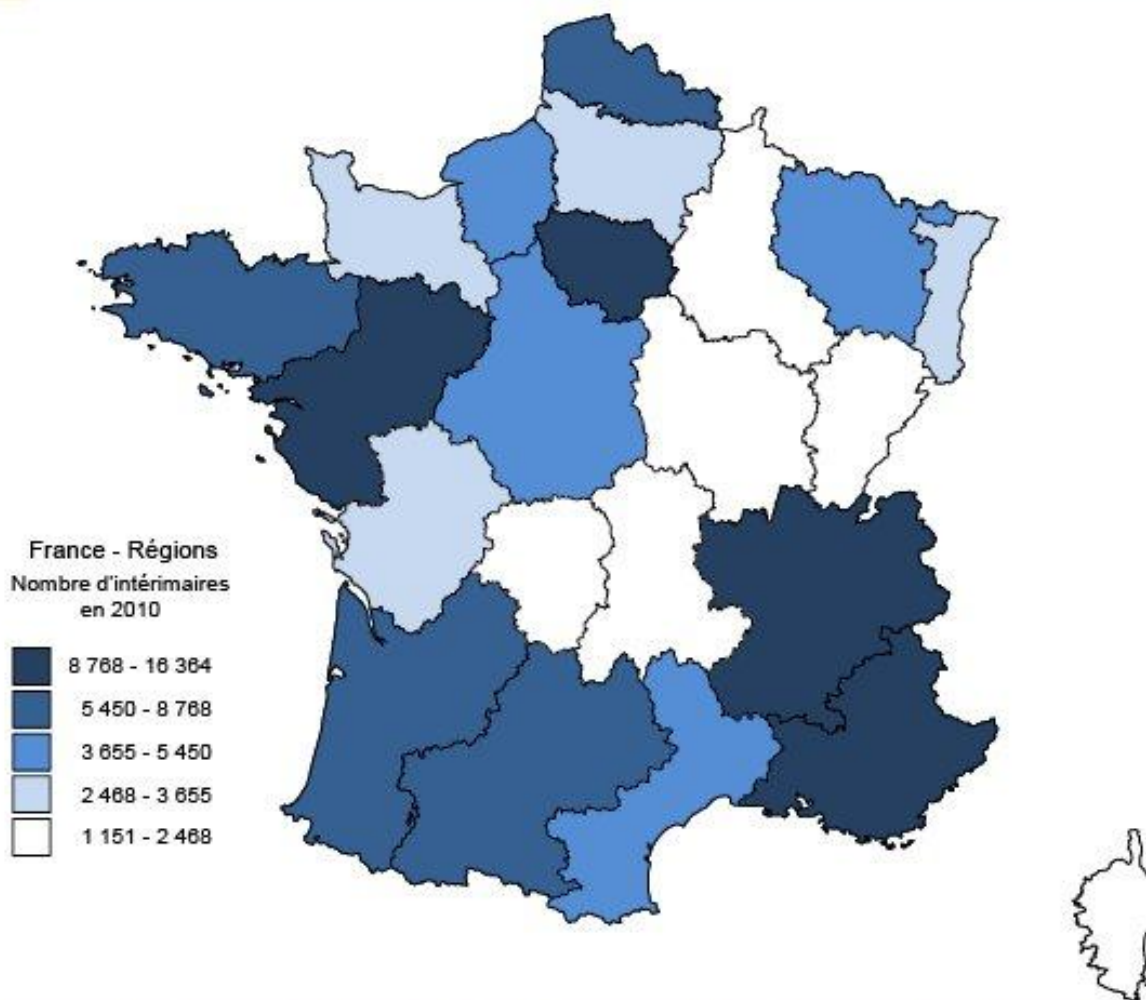 France - Régions
Nombre d'intérimaires
en 2010
8 768 - 16 364
5 450 - 8 768
3 655 - 5 450
2 468 - 3 655
1 151 - 2 468